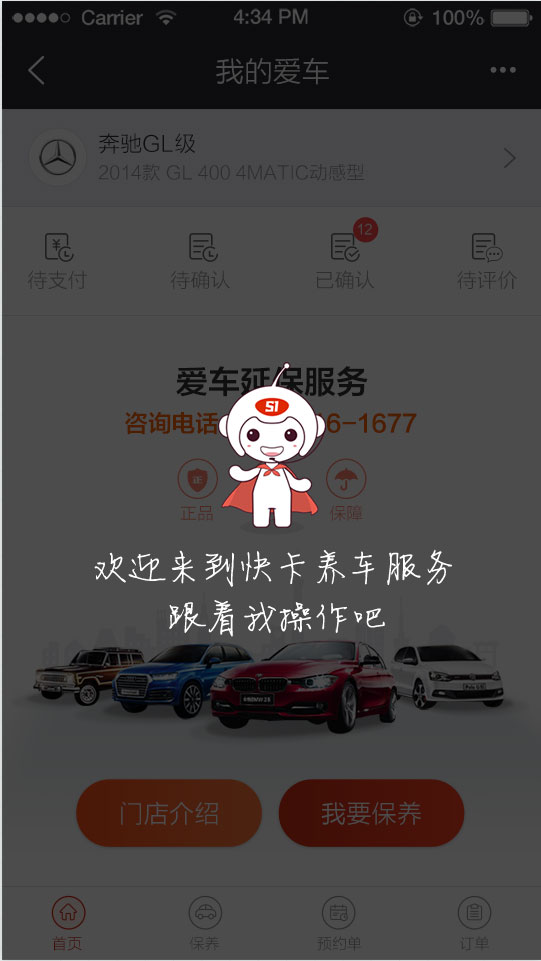 Carrier 4:34 PM 100%
我的爱车
奔驰GL级
2014款 GL 400 4MATIC动感型
12
待支付 待确认 已确认 待评价
爱车延保服务
咨询电话 6-1677
51
正品 保障
欢迎来到快卡养车服务
跟着我操作吧
门店介绍 我要保养
首页 保养 预约单 订单